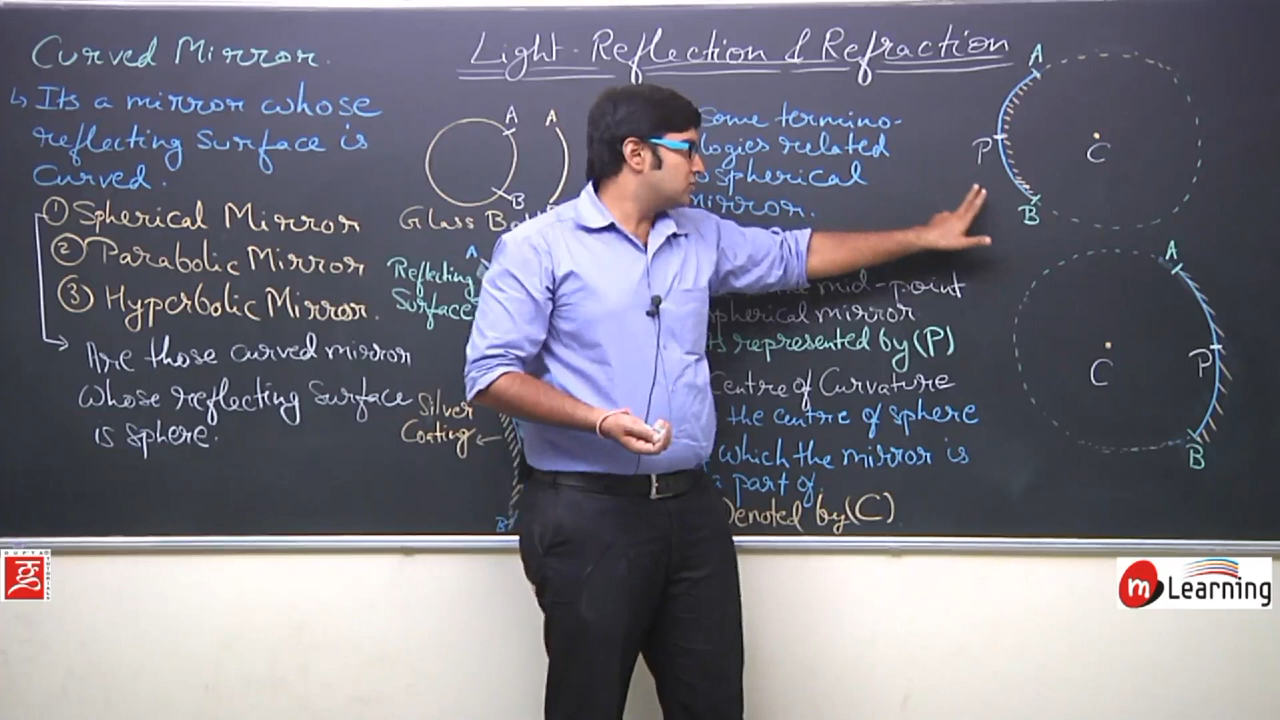 Light - Reflection & Refraction
Curved Mirror.
Its a mirror whose
reflecting Surface is
Curved.
① Spherical Mirror
② Parabolic Mirror
③ Hyperbolic Mirror.
Are those curved mirror
whose reflecting Surface
is sphere.
A
A
B
Glass
A
Reflecting
Surface
Silver
Coating
B
Some termino-
logies related
Spherical
mirror.
mid-point
spherical mirror
represented by (P)
Centre of Curvature
the centre of sphere
which the mirror is
part of.
Denoted by (C)
A
P
C
B
A
C
P
B
GUPTA
TUTORIALS
m Learning